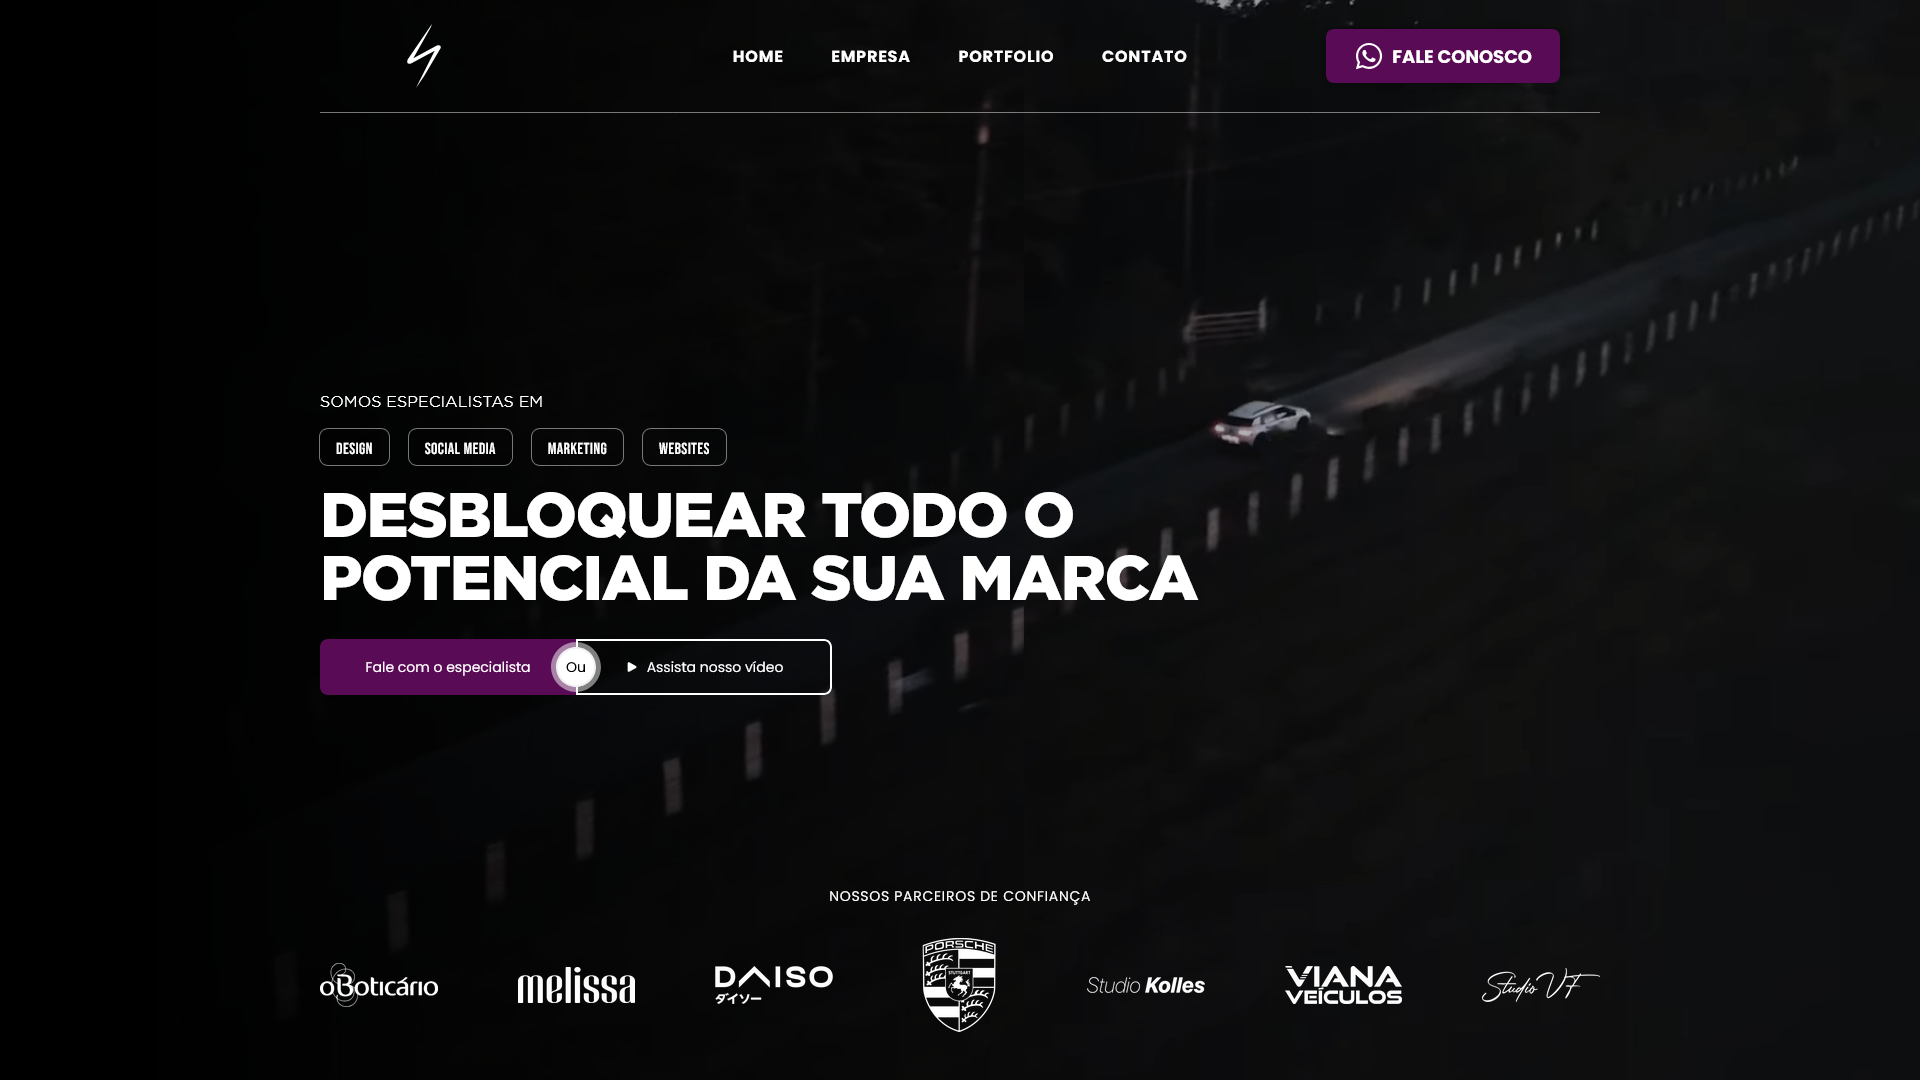 HOME
EMPRESA
PORTFOLIO
CONTATO
FALE CONOSCO
SOMOS ESPECIALISTAS EM
DESIGN
SOCIAL MEDIA
MARKETING
WEBSITES
DESBLOQUEAR TODO O
POTENCIAL DA SUA MARCA
Fale com o especialista
Ou
Assista nosso vídeo
NOSSOS PARCEIROS DE CONFIANÇA
oBoticário
melissa
DAISO
ダイソー
PORSCHE
STUTTGART
Studio Kolles
VIANA
VEÍCULOS
Studio VF